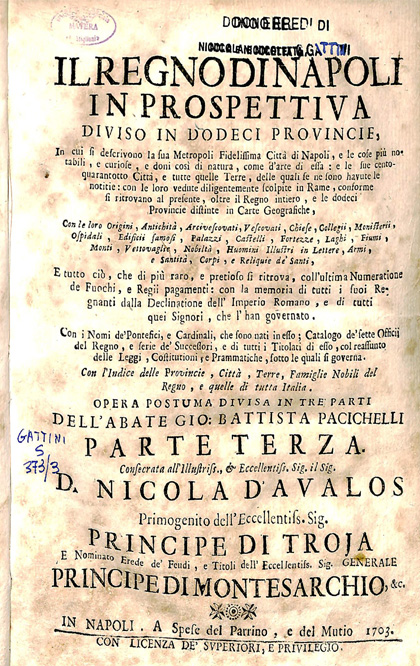 DONO EREDI DI
GATTINI
MATERA
IL REGNO DI NAPOLI
IN PROSPETTIVA
DIVISO IN DODECI PROVINCIE,
In cui si descrivono la sua Metropoli Fidelissima Città di Napoli, e le cose più no-
tabili, e curiose, e doni così di natura, come d'arte di essa: e le sue cento-
quarantotto Città, e tutte quelle Terre, delle quali se ne sono havute le
notitie: con le loro vedute diligentemente scolpite in Rame, conforme
si ritrovano al presente, oltre il Regno intiero, e le dodeci
Provincie distinte in Carte Geografiche,
Con le loro Origini, Antichità, Arcivescovati, Vescovati, Chiese, Collegii, Monisterii,
Ospidali, Edificii famosi, Palazzi, Castelli, Fortezze, Laghi, Fiumi,
Monti, Vettovaglie, Nobiltà, Huomini Illustri in Lettere, Armi,
e Santità, Corpi, e Reliquie de' Santi,
E tutto ciò, che di più raro, e pretioso si ritrova, coll'ultima Numeratione
de Fuochi, e Regii pagamenti: con la memoria di tutti i suoi Re-
gnanti dalla Declinatione dell' Imperio Romano, e di tutti
quei Signori, che l' han governato.
Con i Nomi de'Pontefici, e Cardinali, che sono nati in esso; Catalogo de'sette Officii
del Regno, e serie de' Successori, e di tutti i Titolati di esso, col reassunto
delle Leggi, Costitutioni, e Prammatiche, sotto le quali si governa.
Con l'Indice delle Provincie, Città, Terre, Famiglie Nobili del
Regno, e quelle di tutta Italia.
OPERA POSTUMA DIVISA IN TRE PARTI
DELL'ABATE GIO: BATTISTA PACICHELLI
GATTINI
S
373/3
PARTE TERZA.
Consecrata all'Illustriss., & Eccellentiss. Sig. il Sig.
D. NICOLA D'AVALOS
Primogenito dell'Eccellentiss. Sig.
PRINCIPE DI TROJA
E Nominato Erede de' Feudi, e Titoli dell' Eccellentiss. Sig. GENERALE
PRINCIPE DI MONTESARCHIO, &c.
IN NAPOLI. A Spese del Parrino, e del Mutio 1703.
CON LICENZA DE' SVPERIORI, E PRIVILEGIO.